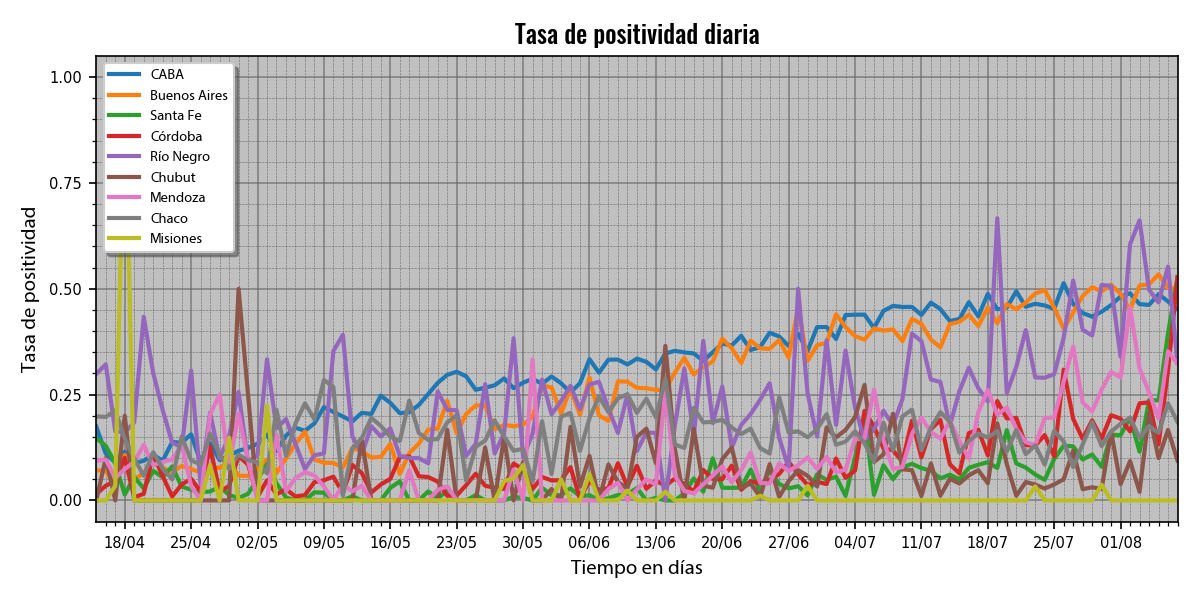 Tasa de positividad diaria
Tasa de positividad
1.00
0.75
0.50
0.25
0.00
CABA
Buenos Aires
Santa Fe
Córdoba
Río Negro
Chubut
Mendoza
Chaco
Misiones
18/04 25/04 02/05 09/05 16/05 23/05 30/05 06/06 13/06 20/06 27/06 04/07 11/07 18/07 25/07 01/08
Tiempo en días